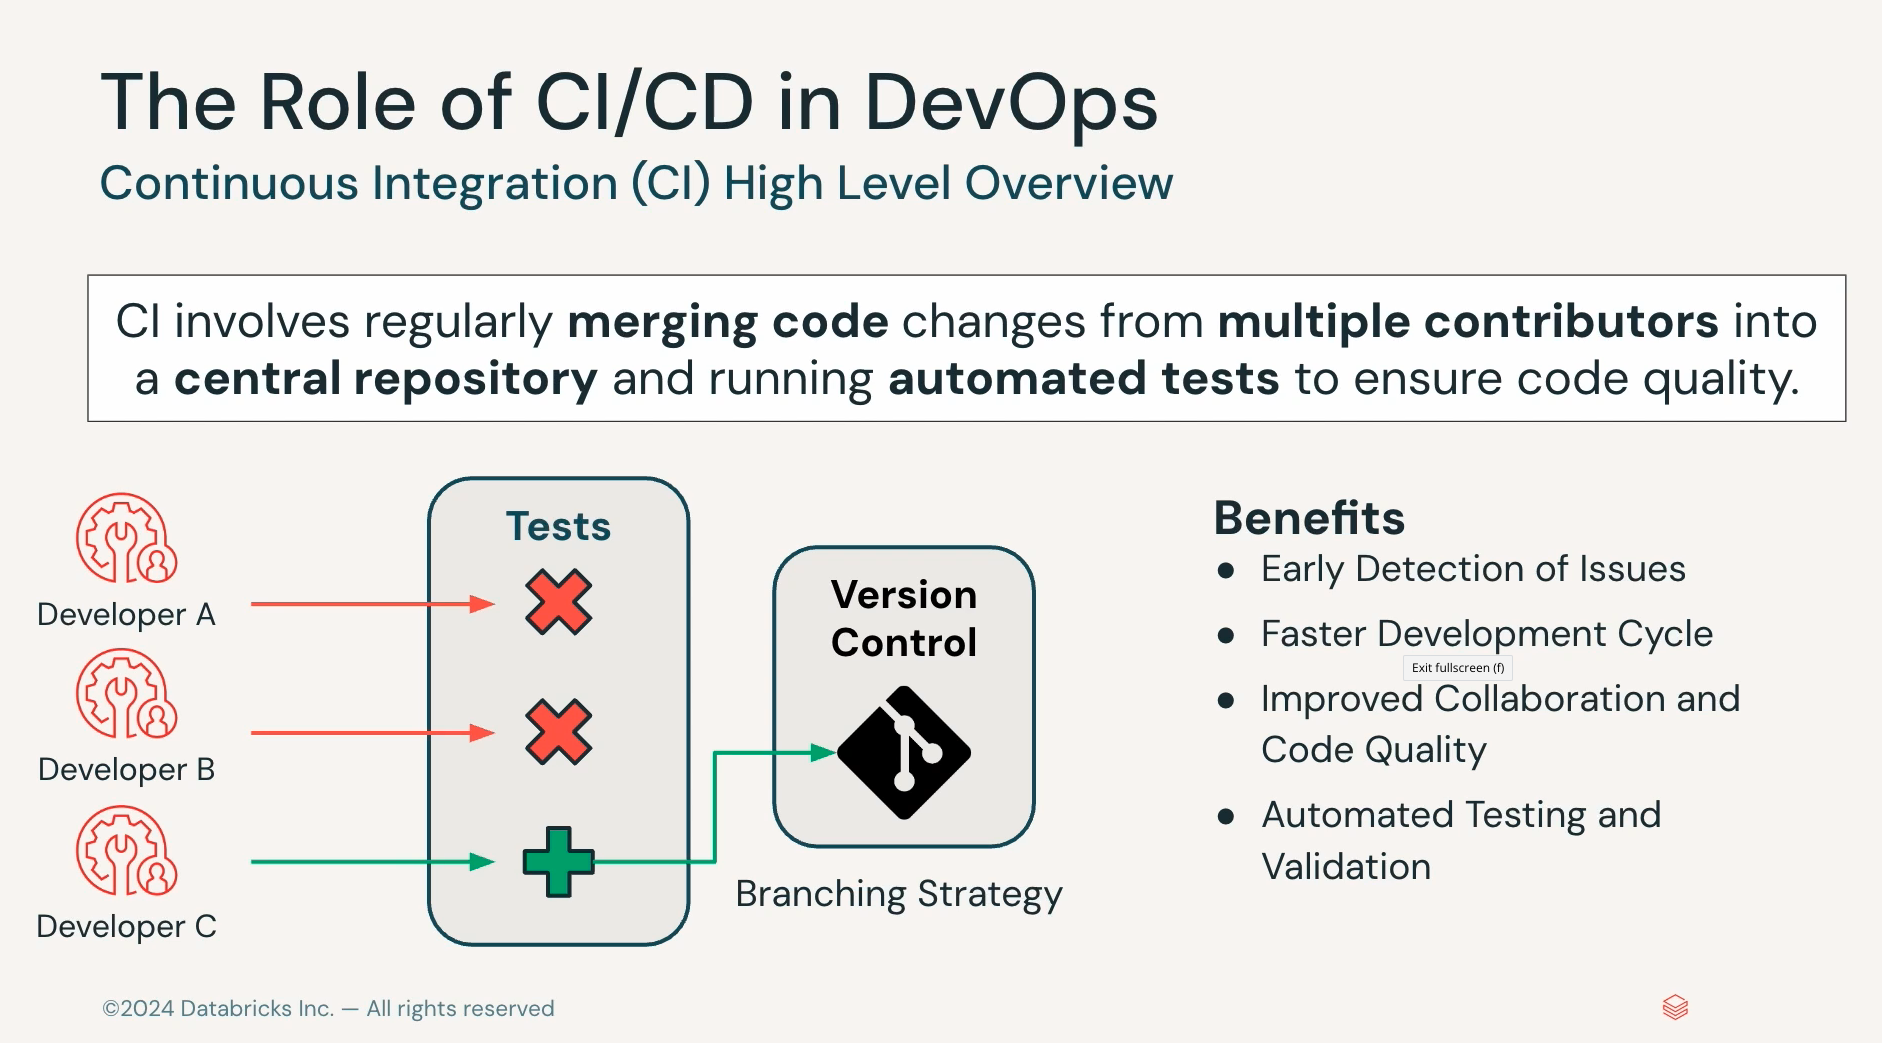 The Role of CI/CD in DevOps
Continuous Integration (CI) High Level Overview
CI involves regularly merging code changes from multiple contributors into
a central repository and running automated tests to ensure code quality.
Developer A
Developer B
Developer C
Tests
Version
Control
Branching Strategy
Benefits
● Early Detection of Issues
● Faster Development Cycle
Exit fullscreen (f)
● Improved Collaboration and
Code Quality
● Automated Testing and
Validation
©2024 Databricks Inc. — All rights reserved